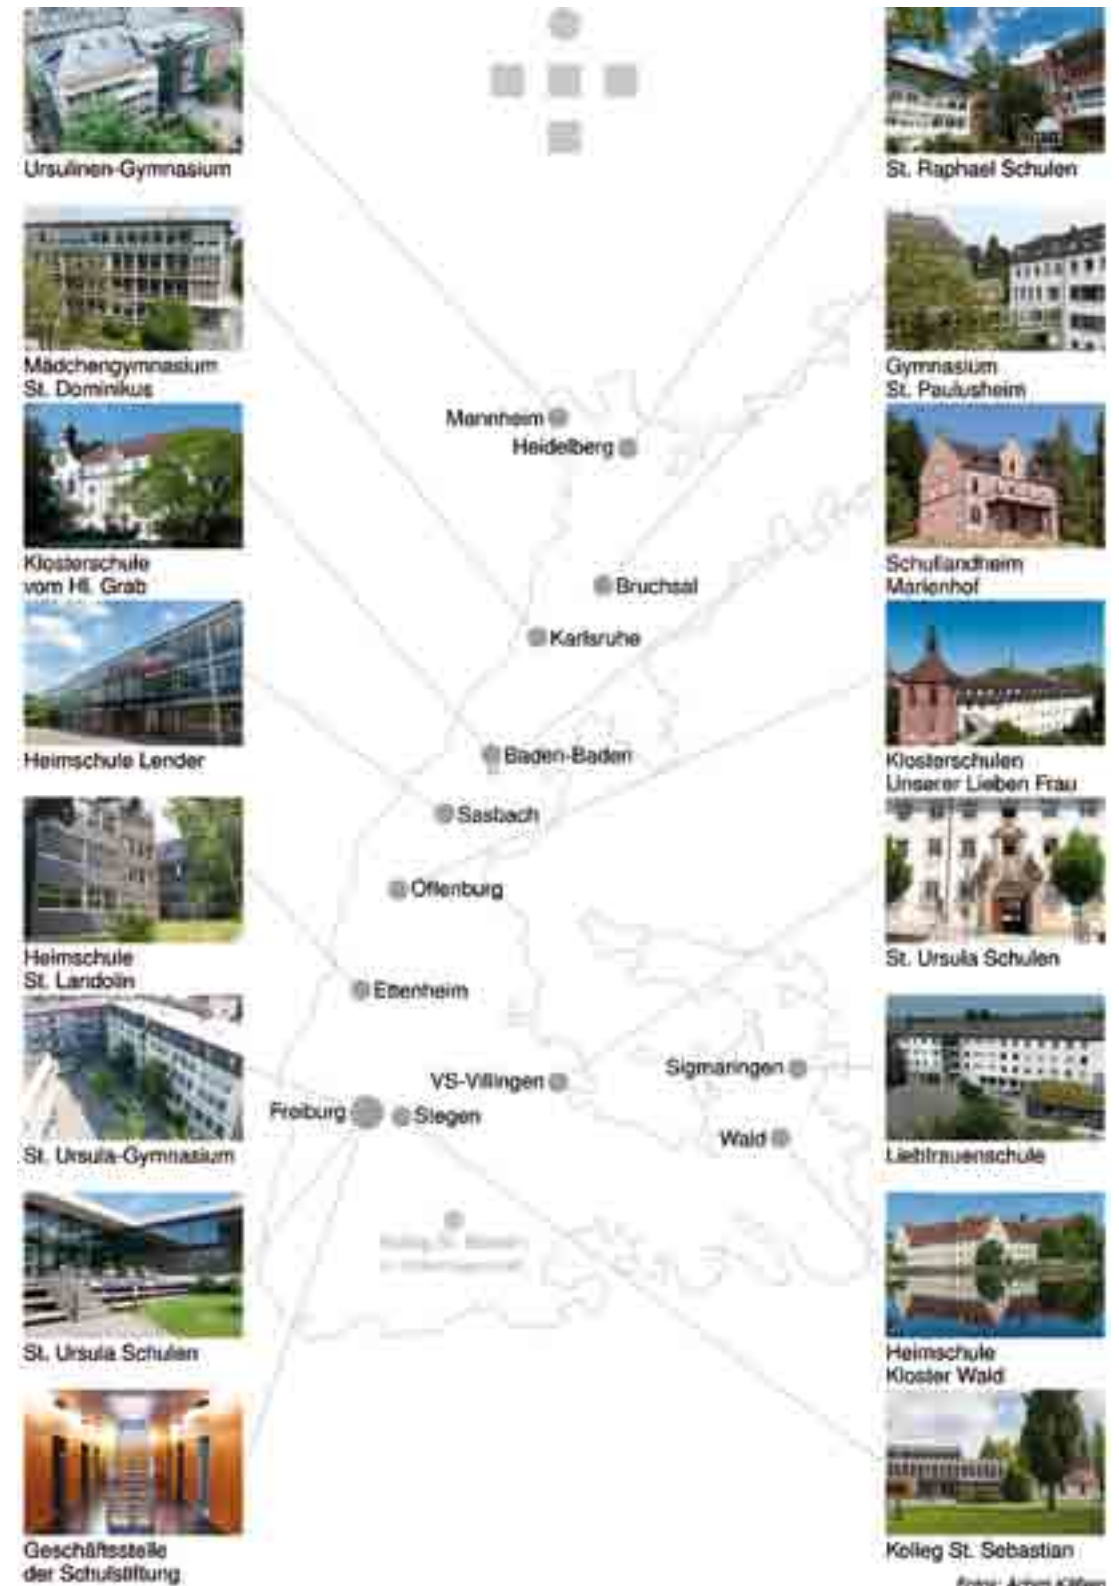 Ursulinen-Gymnasium
Mädchengymnasium
St. Dominikus
Klosterschule
vom Hl. Grab
Heimschule Lender
Heimschule
St. Landolin
St. Ursula-Gymnasium
St. Ursula Schulen
Geschäftsstelle
der Schulstiftung
Mannheim
Heidelberg
Bruchsal
Karlsruhe
Baden-Baden
Sasbach
Offenburg
Ettenheim
VS-Villingen
Sigmaringen
Freiburg
Stegen
Wald
St. Raphael Schulen
Gymnasium
St. Paulusheim
Schullandheim
Marienhof
Klosterschulen
Unserer Lieben Frau
St. Ursula Schulen
Liebfrauenschule
Heimschule
Kloster Wald
Kolleg St. Sebastian